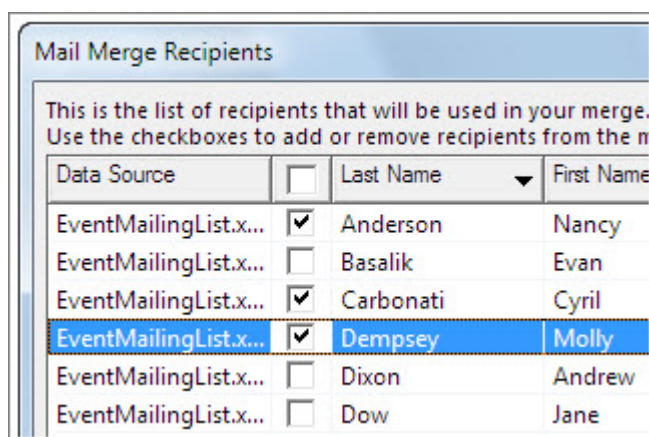 Mail Merge Recipients
This is the list of recipients that will be used in your merge.
Use the checkboxes to add or remove recipients from the
Data Source Last Name First Name
EventMailingList.x... Anderson Nancy
EventMailingList.x... Basalik Evan
EventMailingList.x... Carbonati Cyril
EventMailingList.x... Dempsey Molly
EventMailingList.x... Dixon Andrew
EventMailingList.x... Dow Jane